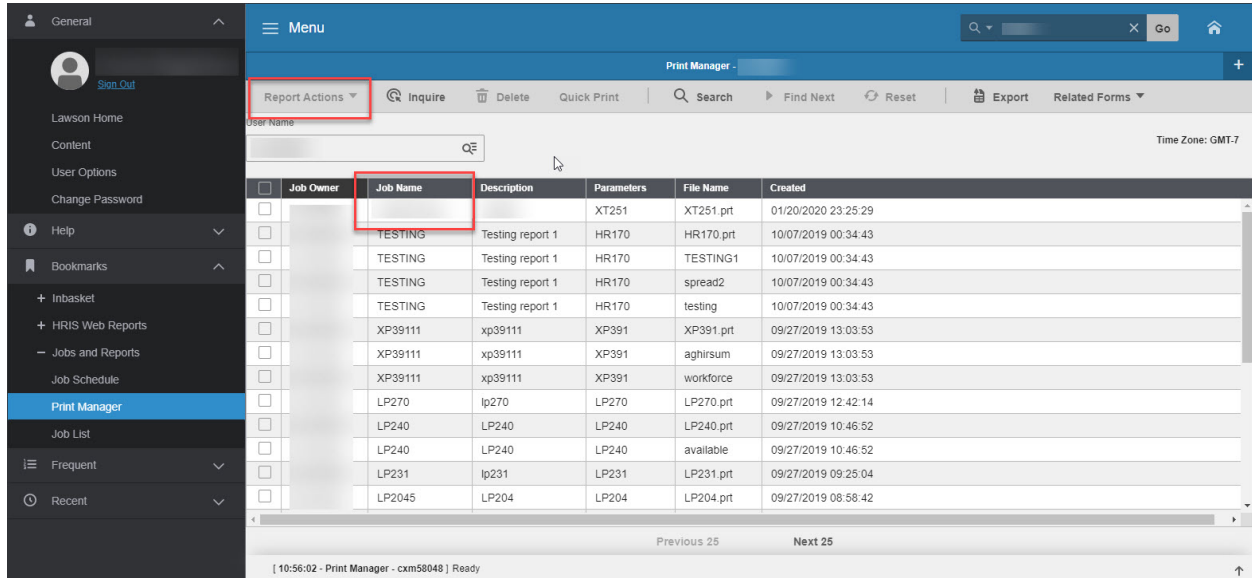 General
Sign Out
Lawson Home
Content
User Options
Change Password
Help
Bookmarks
+ Inbasket
+ HRIS Web Reports
− Jobs and Reports
Job Schedule
Print Manager
Job List
Frequent
Recent
Menu
Go
Print Manager -
+
Report Actions Inquire Delete Quick Print Search Find Next Reset Export Related Forms
User Name
Time Zone: GMT-7
Job Owner Job Name Description Parameters File Name Created
XT251 XT251.prt 01/20/2020 23:25:29
TESTING Testing report 1 HR170 HR170.prt 10/07/2019 00:34:43
TESTING Testing report 1 HR170 TESTING1 10/07/2019 00:34:43
TESTING Testing report 1 HR170 spread2 10/07/2019 00:34:43
TESTING Testing report 1 HR170 testing 10/07/2019 00:34:43
XP39111 xp39111 XP391 XP391.prt 09/27/2019 13:03:53
XP39111 xp39111 XP391 aghirsum 09/27/2019 13:03:53
XP39111 xp39111 XP391 workforce 09/27/2019 13:03:53
LP270 lp270 LP270 LP270.prt 09/27/2019 12:42:14
LP240 LP240 LP240 LP240.prt 09/27/2019 10:46:52
LP240 LP240 LP240 available 09/27/2019 10:46:52
LP231 lp231 LP231 LP231.prt 09/27/2019 09:25:04
LP2045 LP204 LP204 LP204.prt 09/27/2019 08:58:42
Previous 25 Next 25
[ 10:56:02 - Print Manager - cxm58048 ] Ready